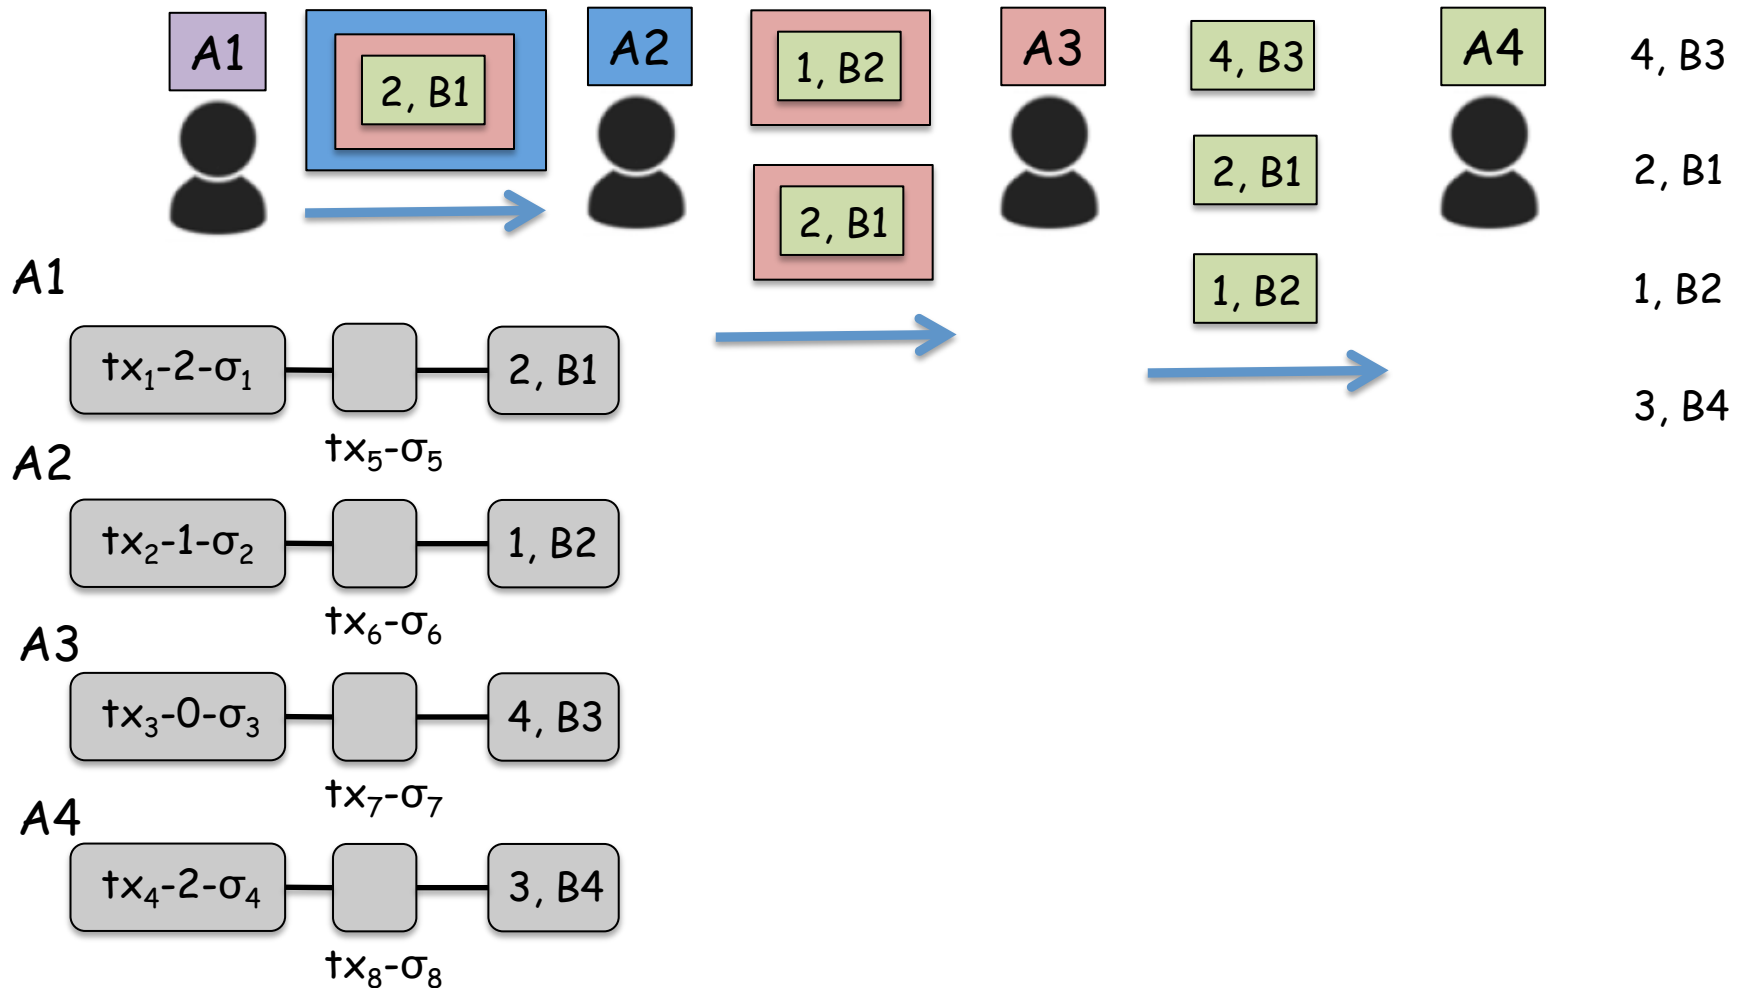 A1
2, B1
A2
1, B2
2, B1
A3
4, B3
2, B1
1, B2
A4
4, B3
2, B1
1, B2
3, B4
A1
tx₁-2-σ₁
2, B1
tx₅-σ₅
A2
tx₂-1-σ₂
1, B2
tx₆-σ₆
A3
tx₃-0-σ₃
4, B3
tx₇-σ₇
A4
tx₄-2-σ₄
3, B4
tx₈-σ₈